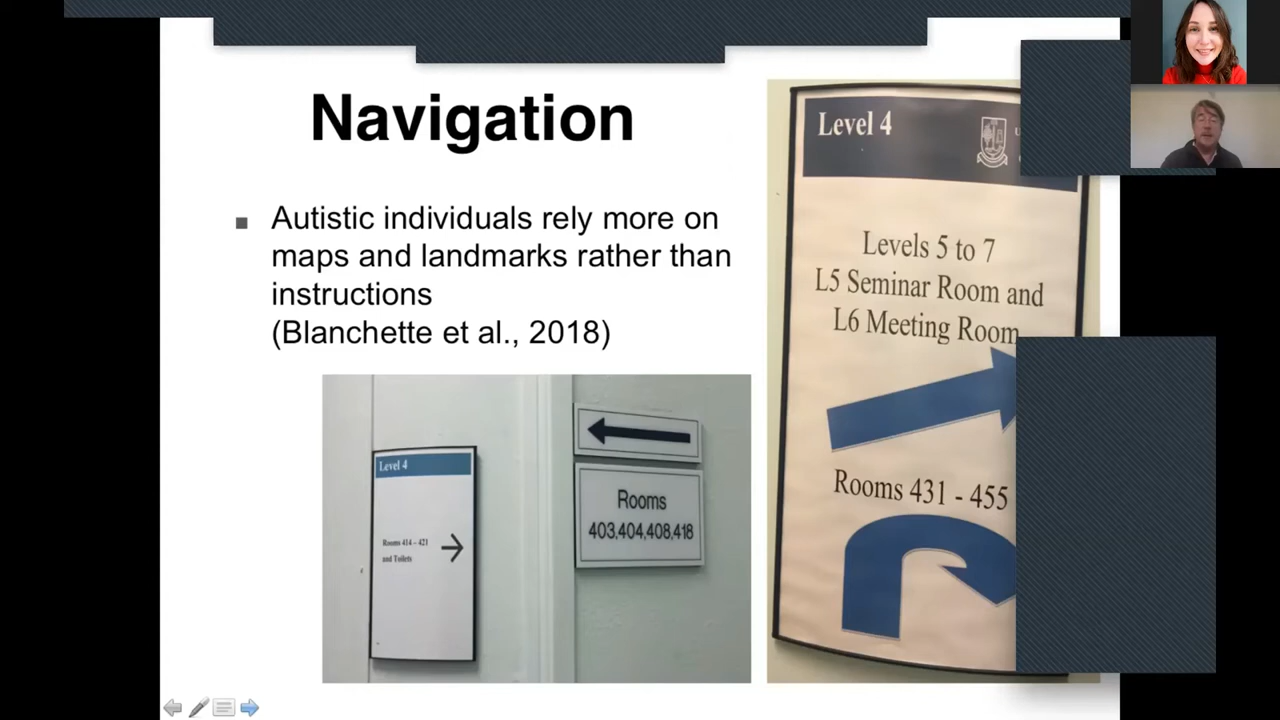 Navigation
Autistic individuals rely more on
maps and landmarks rather than
instructions
(Blanchette et al., 2018)
Level 4
Rooms 414 – 421
and Toilets
Rooms
403,404,408,418
Level 4
Levels 5 to 7
L5 Seminar Room and
L6 Meeting Room
Rooms 431 - 455